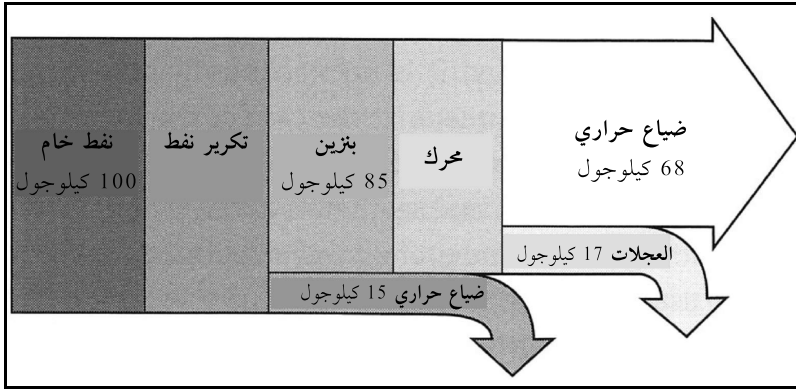 نفط خام
100 كيلوجول
تكرير نفط
بنزين
85 كيلوجول
محرك
ضياع حراري
68 كيلوجول
العجلات 17 كيلوجول
ضياع حراري 15 كيلوجول